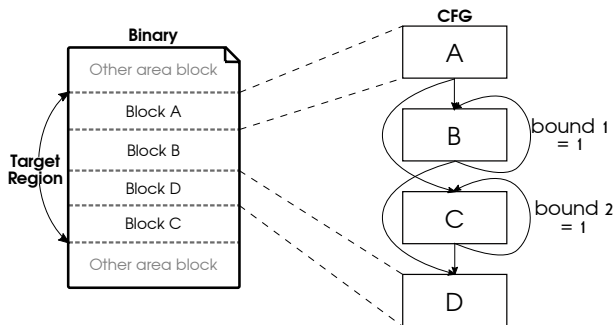 Binary
Other area block
Block A
Block B
Block D
Block C
Other area block
Target
Region
CFG
A
B
C
D
bound 1
= 1
bound 2
= 1